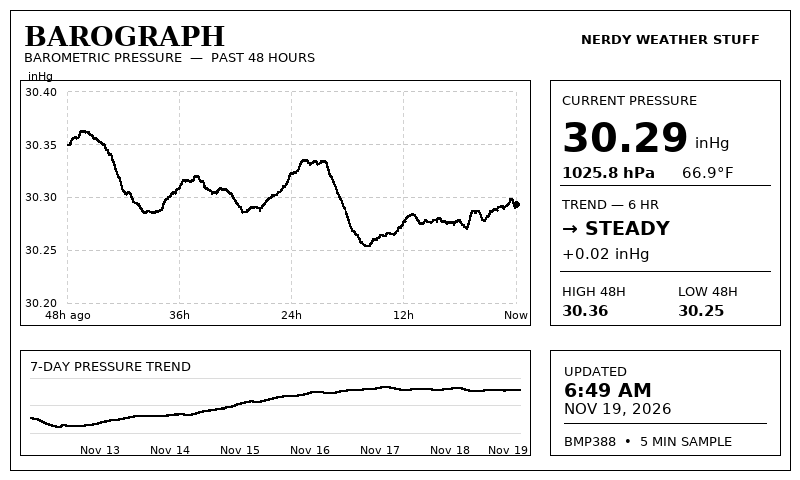 BAROGRAPH
BAROMETRIC PRESSURE — PAST 48 HOURS
NERDY WEATHER STUFF
inHg
30.40
30.35
30.30
30.25
30.20
48h ago 36h 24h 12h Now
CURRENT PRESSURE
30.29 inHg
1025.8 hPa 66.9°F
TREND — 6 HR
→ STEADY
+0.02 inHg
HIGH 48H LOW 48H
30.36 30.25
7-DAY PRESSURE TREND
Nov 13 Nov 14 Nov 15 Nov 16 Nov 17 Nov 18 Nov 19
UPDATED
6:49 AM
NOV 19, 2026
BMP388 • 5 MIN SAMPLE